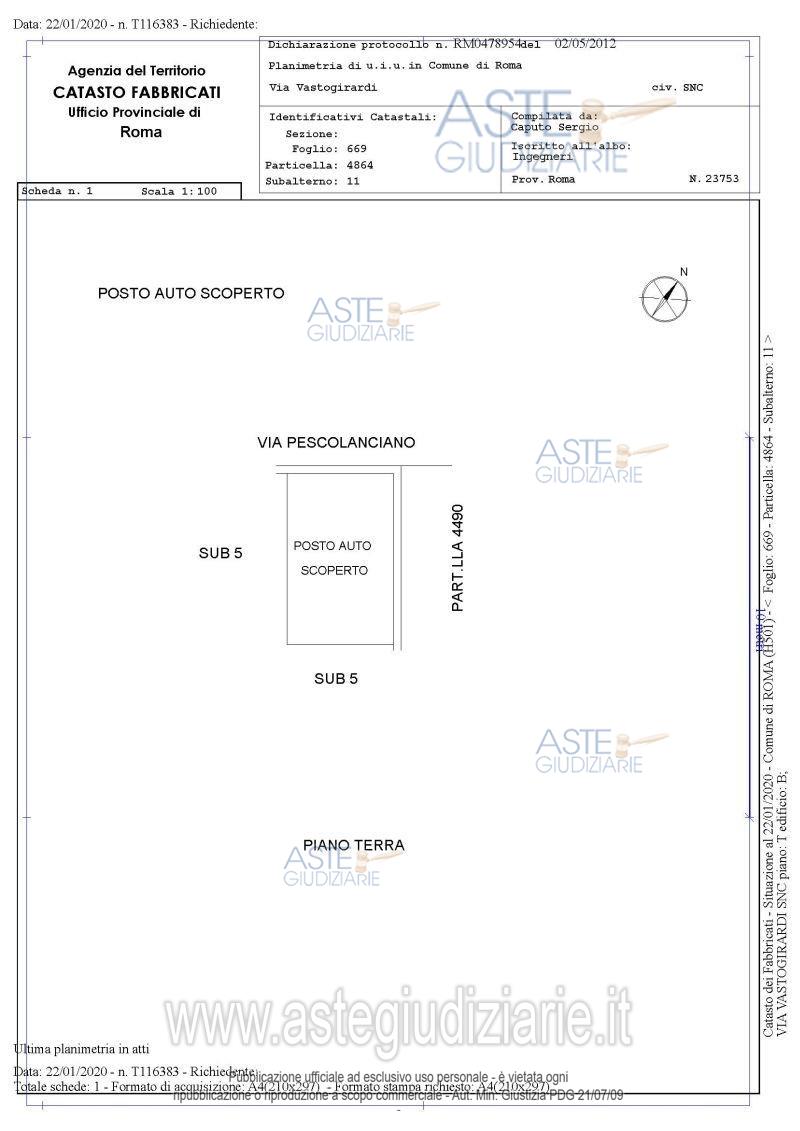 Data: 22/01/2020 - n. T116383 - Richiedente:
Agenzia del Territorio
CATASTO FABBRICATI
Ufficio Provinciale di
Roma
Dichiarazione protocollo n. RM0478954del 02/05/2012
Planimetria di u.i.u. in Comune di Roma
Via Vastogirardi civ. SNC
Identificativi Catastali:
Sezione:
Foglio: 669
Particella: 4864
Subalterno: 11
Compilata da:
Caputo Sergio
Iscritto all'albo:
Ingegneri
Prov. Roma N. 23753
ASTE
GIUDIZIARIE
Scheda n. 1 Scala 1:100
POSTO AUTO SCOPERTO
N
ASTE
GIUDIZIARIE
VIA PESCOLANCIANO
ASTE
GIUDIZIARIE
SUB 5
POSTO AUTO
SCOPERTO
PART.LLA 4490
SUB 5
ASTE
GIUDIZIARIE
PIANO TERRA
ASTE
GIUDIZIARIE
10 metri
Catasto dei Fabbricati - Situazione al 22/01/2020 - Comune di ROMA (H501) - < Foglio: 669 - Particella: 4864 - Subalterno: 11 >
VIA VASTOGIRARDI SNC piano: T edificio: B;
www.astegiudiziarie.it
Ultima planimetria in atti
Data: 22/01/2020 - n. T116383 - Richiedente:
Totale schede: 1 - Formato di acquisizione: A4(210x297) - Formato stampa richiesto: A4(210x297)
Pubblicazione ufficiale ad esclusivo uso personale - è vietata ogni
ripubblicazione o riproduzione a scopo commerciale - Aut. Min. Giustizia PDG 21/07/09